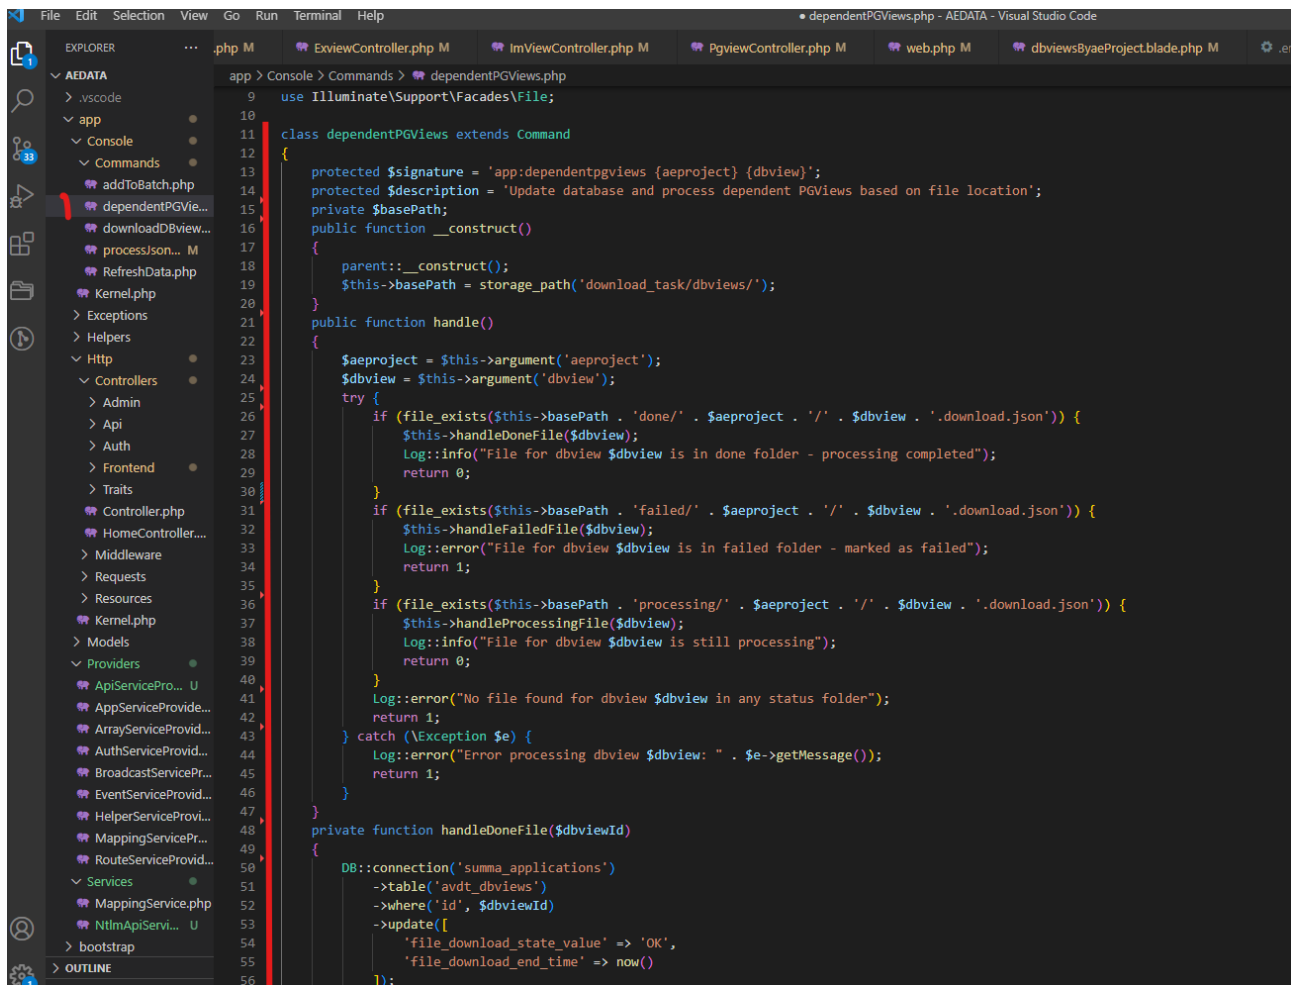 File Edit Selection View Go Run Terminal Help
● dependentPGViews.php - AEDATA - Visual Studio Code
EXPLORER ...
.php M ExviewController.php M ImViewController.php M PgviewController.php M web.php M dbviewsByaeProject.blade.php M .er
app > Console > Commands > dependentPGViews.php
1
33
1
AEDATA
> .vscode
app
Console
Commands
addToBatch.php
dependentPGVie...
downloadDBview...
processJson... M
RefreshData.php
Kernel.php
> Exceptions
> Helpers
Http
Controllers
> Admin
> Api
> Auth
> Frontend
> Traits
Controller.php
HomeController....
> Middleware
> Requests
> Resources
Kernel.php
> Models
Providers
ApiServicePro... U
AppServiceProvide...
ArrayServiceProvid...
AuthServiceProvid...
BroadcastServicePr...
EventServiceProvid...
HelperServiceProvi...
MappingServicePr...
RouteServiceProvid...
Services
MappingService.php
NtlmApiServi... U
> bootstrap
> OUTLINE
9 use Illuminate\Support\Facades\File;
10
11 class dependentPGViews extends Command
12 {
13 protected $signature = 'app:dependentpgviews {aeproject} {dbview}';
14 protected $description = 'Update database and process dependent PGViews based on file location';
15 private $basePath;
16 public function __construct()
17 {
18 parent::__construct();
19 $this->basePath = storage_path('download_task/dbviews/');
20 }
21 public function handle()
22 {
23 $aeproject = $this->argument('aeproject');
24 $dbview = $this->argument('dbview');
25 try {
26 if (file_exists($this->basePath . 'done/' . $aeproject . '/' . $dbview . '.download.json')) {
27 $this->handleDoneFile($dbview);
28 Log::info("File for dbview $dbview is in done folder - processing completed");
29 return 0;
30 }
31 if (file_exists($this->basePath . 'failed/' . $aeproject . '/' . $dbview . '.download.json')) {
32 $this->handleFailedFile($dbview);
33 Log::error("File for dbview $dbview is in failed folder - marked as failed");
34 return 1;
35 }
36 if (file_exists($this->basePath . 'processing/' . $aeproject . '/' . $dbview . '.download.json')) {
37 $this->handleProcessingFile($dbview);
38 Log::info("File for dbview $dbview is still processing");
39 return 0;
40 }
41 Log::error("No file found for dbview $dbview in any status folder");
42 return 1;
43 } catch (\Exception $e) {
44 Log::error("Error processing dbview $dbview: " . $e->getMessage());
45 return 1;
46 }
47 }
48 private function handleDoneFile($dbviewId)
49 {
50 DB::connection('summa_applications')
51 ->table('avdt_dbviews')
52 ->where('id', $dbviewId)
53 ->update([
54 'file_download_state_value' => 'OK',
55 'file_download_end_time' => now()
56 ]);